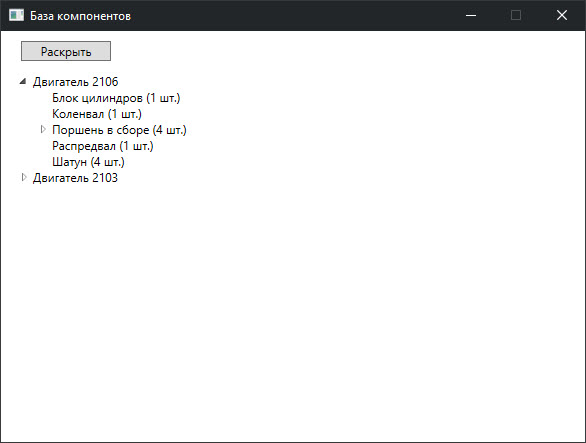 База компонентов
Раскрыть
Двигатель 2106
Блок цилиндров (1 шт.)
Коленвал (1 шт.)
Поршень в сборе (4 шт.)
Распредвал (1 шт.)
Шатун (4 шт.)
Двигатель 2103